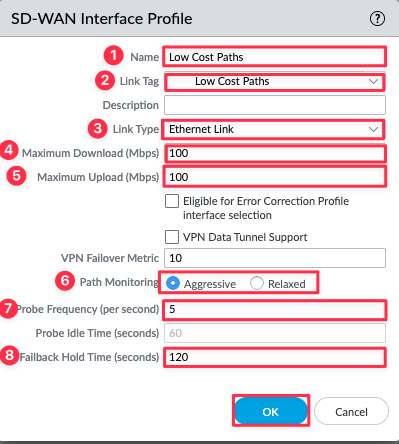 SD-WAN Interface Profile ?
1 Name Low Cost Paths
2 Link Tag Low Cost Paths
Description
3 Link Type Ethernet Link
4 Maximum Download (Mbps) 100
5 Maximum Upload (Mbps) 100
Eligible for Error Correction Profile
interface selection
VPN Data Tunnel Support
VPN Failover Metric 10
6 Path Monitoring Aggressive Relaxed
7 Probe Frequency (per second) 5
Probe Idle Time (seconds) 60
8 Failback Hold Time (seconds) 120
OK Cancel